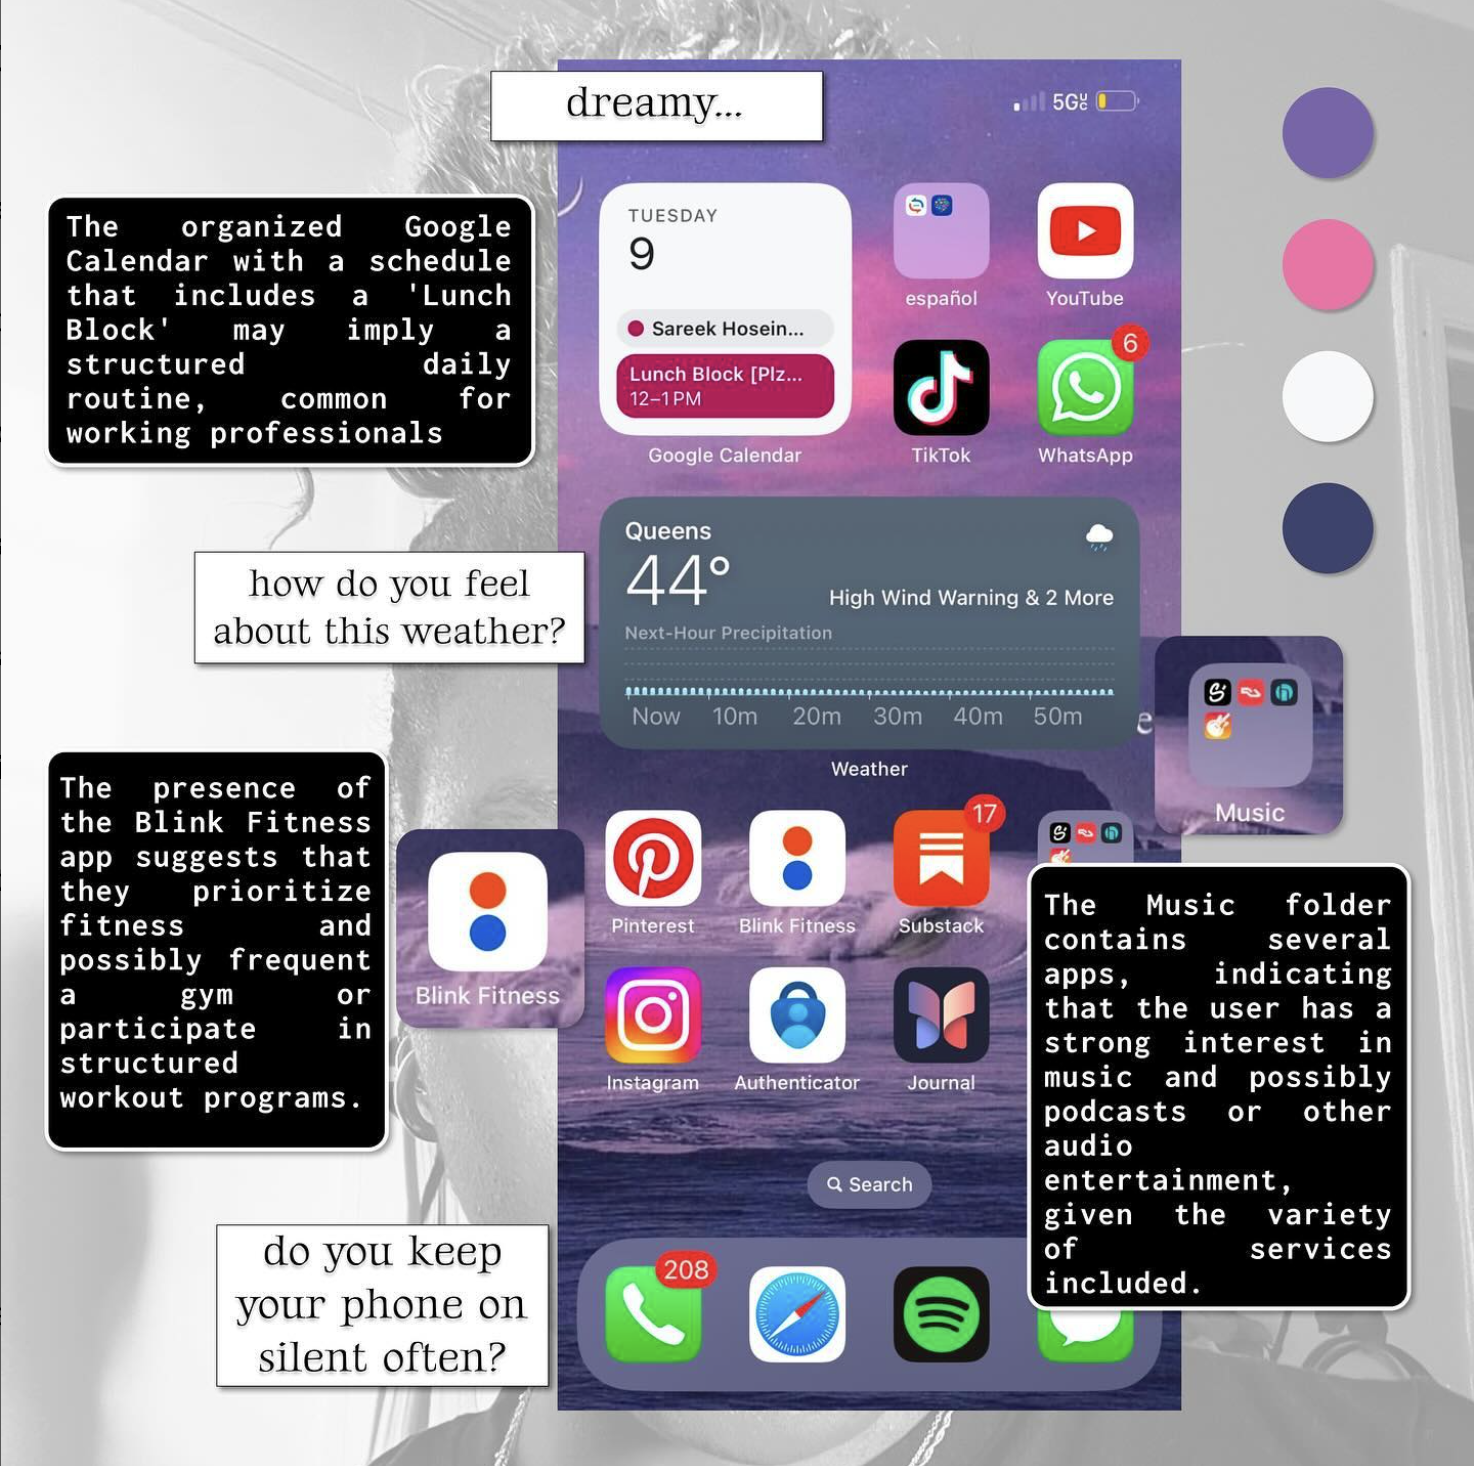 dreamy...
5G
TUESDAY
9
Sareek Hosein...
Lunch Block [Plz...
12–1PM
Google Calendar
español
YouTube
TikTok
6
WhatsApp
The organized Google
Calendar with a schedule
that includes a 'Lunch
Block' may imply a
structured daily
routine, common for
working professionals
how do you feel
about this weather?
Queens
44°
High Wind Warning & 2 More
Next-Hour Precipitation
Now 10m 20m 30m 40m 50m
Weather
Music
The presence of
the Blink Fitness
app suggests that
they prioritize
fitness and
possibly frequent
a gym or
participate in
structured
workout programs.
Blink Fitness
Pinterest
Blink Fitness
17
Substack
Instagram
Authenticator
Journal
The Music folder
contains several
apps, indicating
that the user has a
strong interest in
music and possibly
podcasts or other
audio
entertainment,
given the variety
of services
included.
Search
do you keep
your phone on
silent often?
208